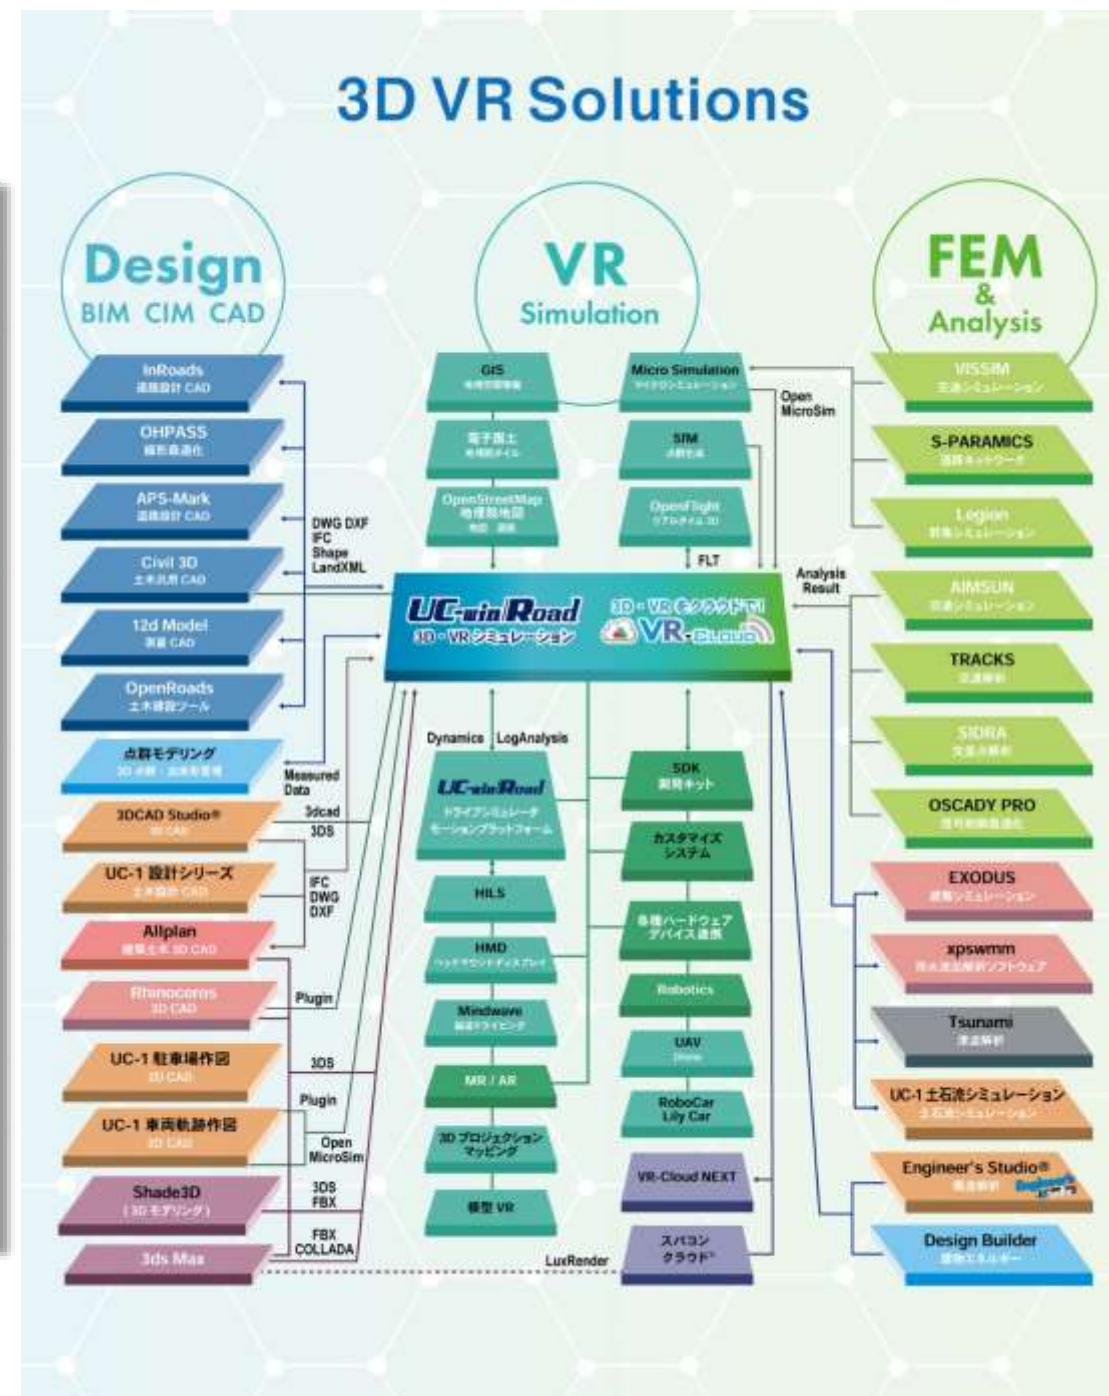 3D VR Solutions
Design
BIM CIM CAD
VR
Simulation
FEM
&
Analysis
InRoads
道路設計 CAD
OHPASS
線形最適化
APS-Mark
道路設計 CAD
Civil 3D
土木汎用 CAD
12d Model
測量 CAD
OpenRoads
土木建設ツール
点群モデリング
3DCAD Studio®
3D CAD
UC-1 設計シリーズ
土木設計 CAD
Allplan
建築土木 3D CAD
Rhinoceros
3D CAD
UC-1 駐車場作図
2D CAD
UC-1 車両軌跡作図
2D CAD
Shade3D
(3Dモデリング)
3ds Max
DWG DXF
IFC
Shape
LandXML
Measured
Data
3dcad
3DS
IFC
DWG
DXF
Plugin
3DS
Plugin
Open
MicroSim
3DS
FBX
FBX
COLLADA
LuxRender
GIS
電子国土
OpenStreetMap
地理院地図
Micro Simulation
マイクロシミュレーション
SfM
OpenFlight
リアルタイム 3D
FLT
Open
MicroSim
UC-win/Road
3D・VR シミュレーション
3D・VRをクラウドで!
VR-CLOUD
Dynamics
LogAnalysis
UC-win/Road
ドライブシミュレータ
モーションプラットフォーム
HILS
HMD
ヘッドマウントディスプレイ
Mindwave
MR / AR
3D プロジェクション
マッピング
模型 VR
SDK
開発キット
カスタマイズ
システム
各種ハードウェア
デバイス連携
Robotics
UAV
Drone
RoboCar
Lily Car
VR-Cloud NEXT
スパコン
クラウド®
Analysis
Result
VISSIM
交通シミュレーション
S-PARAMICS
道路ネットワーク
Legion
群集シミュレーション
AIMSUN
交通シミュレーション
TRACKS
交通解析
SIDRA
交差点解析
OSCADY PRO
信号制御最適化
EXODUS
避難シミュレーション
xpswmm
雨水流出解析ソフトウェア
Tsunami
津波解析
UC-1 土石流シミュレーション
土石流シミュレーション
Engineer's Studio®
構造解析
Design Builder
建物エネルギー